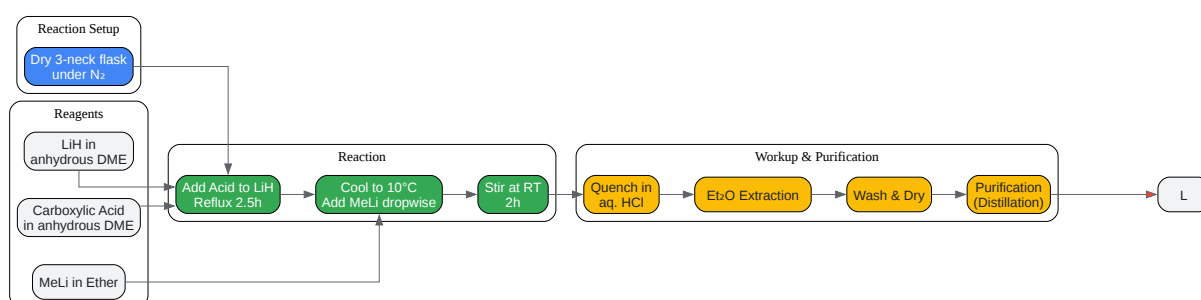 Reaction Setup
Dry 3-neck flask
under N₂
Reagents
LiH in
anhydrous DME
Carboxylic Acid
in anhydrous DME
MeLi in Ether
Reaction
Add Acid to LiH
Reflux 2.5h
Cool to 10°C
Add MeLi dropwise
Stir at RT
2h
Workup & Purification
Quench in
aq. HCl
Et₂O Extraction
Wash & Dry
Purification
(Distillation)
L